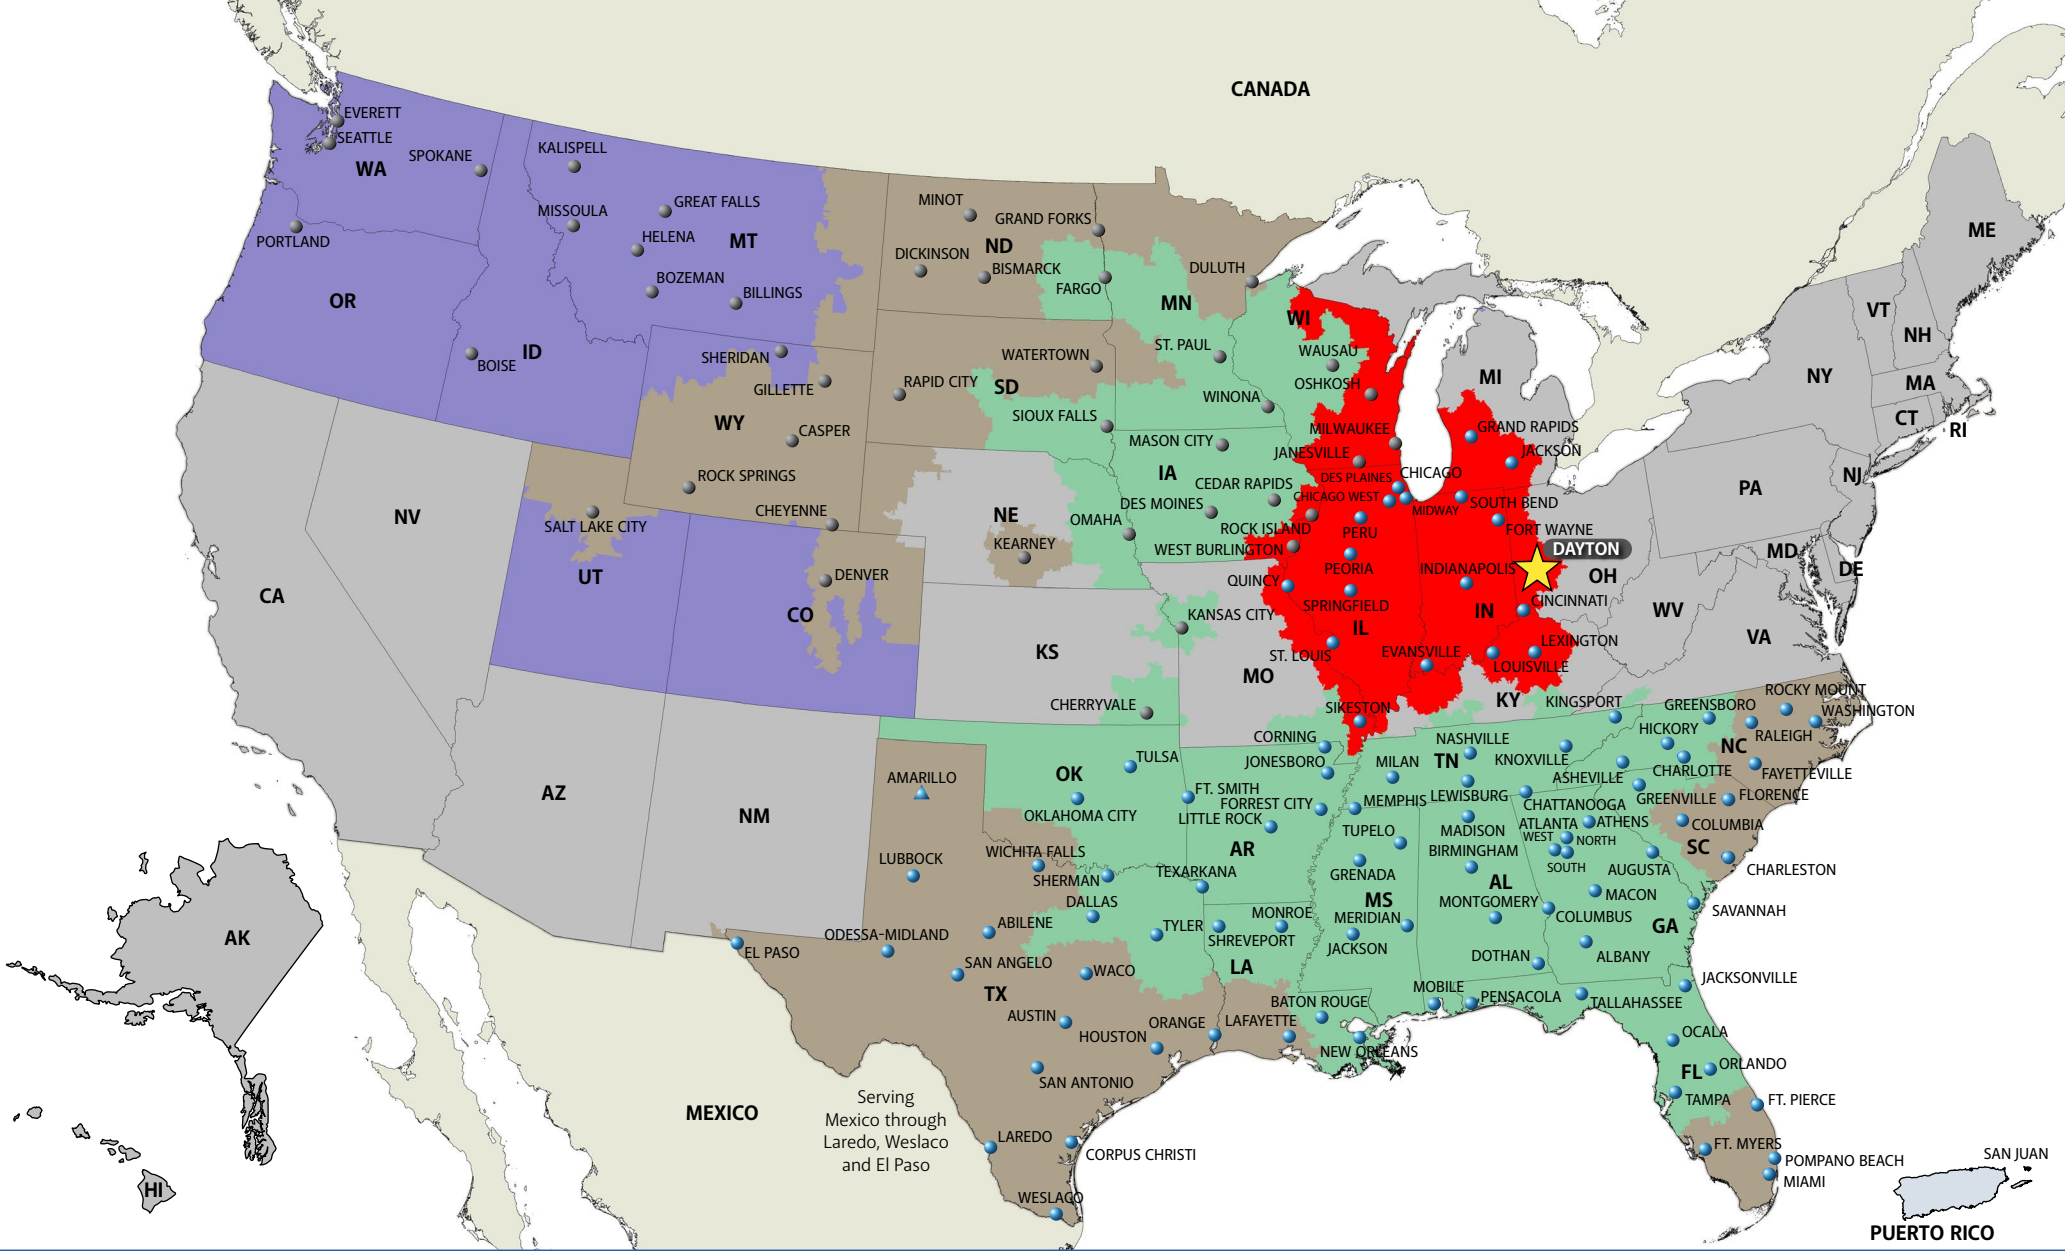 CANADA
EVERETT
SEATTLE
SPOKANE
WA
KALISPELL
MISSOULA
GREAT FALLS
HELENA
MT
BOZEMAN
BILLINGS
PORTLAND
OR
ID
BOISE
MINOT
GRAND FORKS
ND
DICKINSON
BISMARCK
FARGO
DULUTH
MN
WI
ST. PAUL
WAUSAU
OSHKOSH
WATERTOWN
RAPID CITY
SD
SIOUX FALLS
WINONA
SHERIDAN
GILLETTE
WY
CASPER
ROCK SPRINGS
CHEYENNE
MASON CITY
IA
CEDAR RAPIDS
DES MOINES
OMAHA
NE
KEARNEY
MILWAUKEE
JANESVILLE
DES PLAINES
CHICAGO
CHICAGO WEST
MIDWAY
ROCK ISLAND
PERU
WEST BURLINGTON
PEORIA
QUINCY
SPRINGFIELD
IL
MI
GRAND RAPIDS
JACKSON
SOUTH BEND
FORT WAYNE
DAYTON
INDIANAPOLIS
OH
CINCINNATI
IN
ME
VT
NH
NY
MA
CT
RI
PA
NJ
MD
DE
WV
VA
NV
CA
SALT LAKE CITY
UT
DENVER
CO
KANSAS CITY
KS
MO
ST. LOUIS
EVANSVILLE
LEXINGTON
LOUISVILLE
KY
CHERRYVALE
SIKESTON
KINGSPORT
GREENSBORO
ROCKY MOUNT
WASHINGTON
RALEIGH
HICKORY
NC
CORNING
NASHVILLE
TN
KNOXVILLE
JONESBORO
MILAN
ASHEVILLE
CHARLOTTE
FAYETTEVILLE
TULSA
OK
OKLAHOMA CITY
AMARILLO
AZ
NM
FT. SMITH
FORREST CITY
LITTLE ROCK
MEMPHIS
LEWISBURG
CHATTANOOGA
GREENVILLE
FLORENCE
TUPELO
MADISON
ATLANTA
ATHENS
COLUMBIA
WEST
NORTH
SOUTH
SC
AR
BIRMINGHAM
AUGUSTA
CHARLESTON
LUBBOCK
WICHITA FALLS
SHERMAN
TEXARKANA
GRENADA
AL
MS
MACON
DALLAS
MONTGOMERY
COLUMBUS
SAVANNAH
ABILENE
TYLER
MONROE
SHREVEPORT
MERIDIAN
JACKSON
GA
ODESSA-MIDLAND
EL PASO
SAN ANGELO
WACO
LA
DOTHAN
ALBANY
TX
JACKSONVILLE
MOBILE
PENSACOLA
TALLAHASSEE
BATON ROUGE
AUSTIN
HOUSTON
ORANGE
LAFAYETTE
NEW ORLEANS
OCALA
ORLANDO
FL
SAN ANTONIO
TAMPA
FT. PIERCE
MEXICO
Serving
Mexico through
Laredo, Weslaco
and El Paso
LAREDO
CORPUS CHRISTI
WESLACO
FT. MYERS
POMPANO BEACH
MIAMI
SAN JUAN
PUERTO RICO
AK
HI